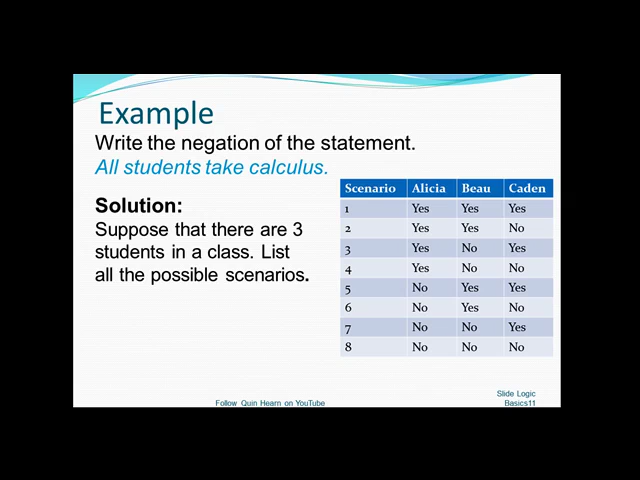 Example
Write the negation of the statement.
All students take calculus.
Solution:
Suppose that there are 3
students in a class. List
all the possible scenarios.
Scenario Alicia Beau Caden
1 Yes Yes Yes
2 Yes Yes No
3 Yes No Yes
4 Yes No No
5 No Yes Yes
6 No Yes No
7 No No Yes
8 No No No
Follow Quin Hearn on YouTube
Slide Logic
Basics11